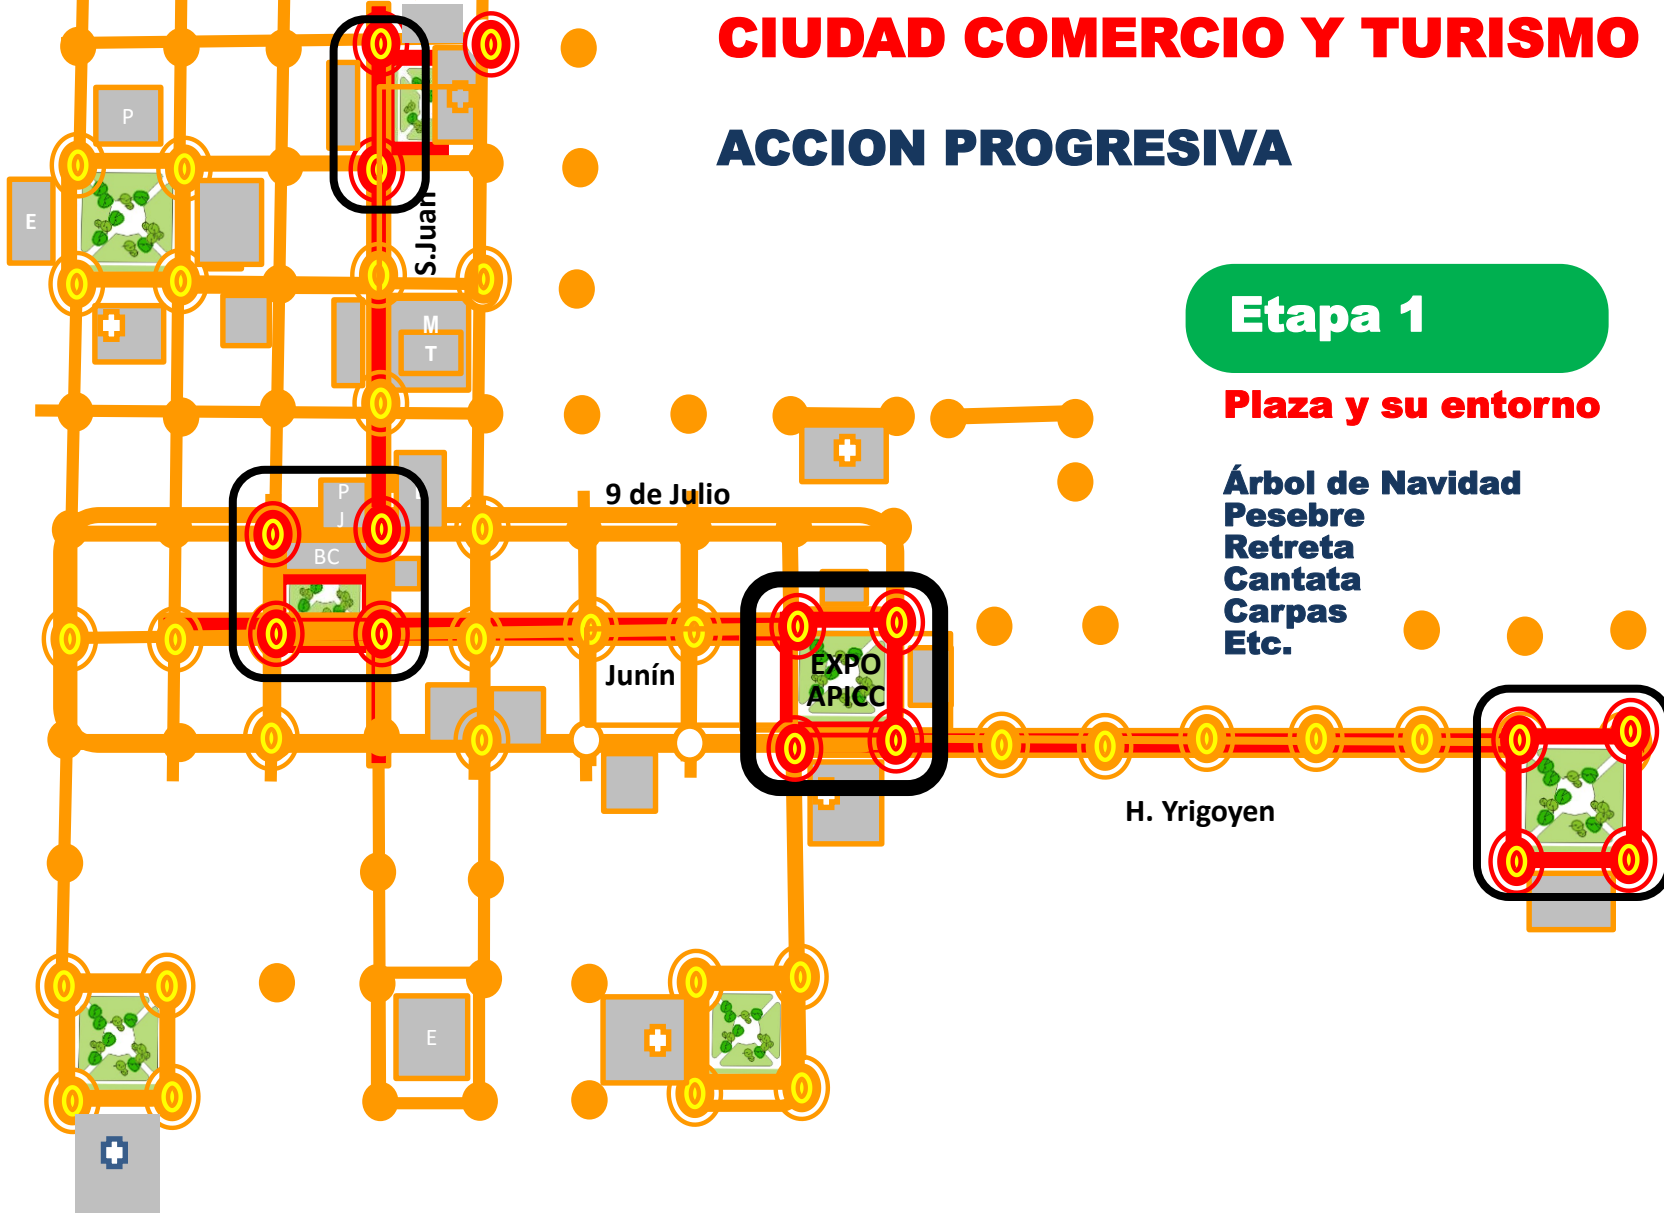 CIUDAD COMERCIO Y TURISMO
ACCION PROGRESIVA
P
E
S.Juan
M
T
Etapa 1
Plaza y su entorno
Árbol de Navidad
Pesebre
Retreta
Cantata
Carpas
Etc.
9 de Julio
P
J
BC
Junín
EXPO
APICC
H. Yrigoyen
E